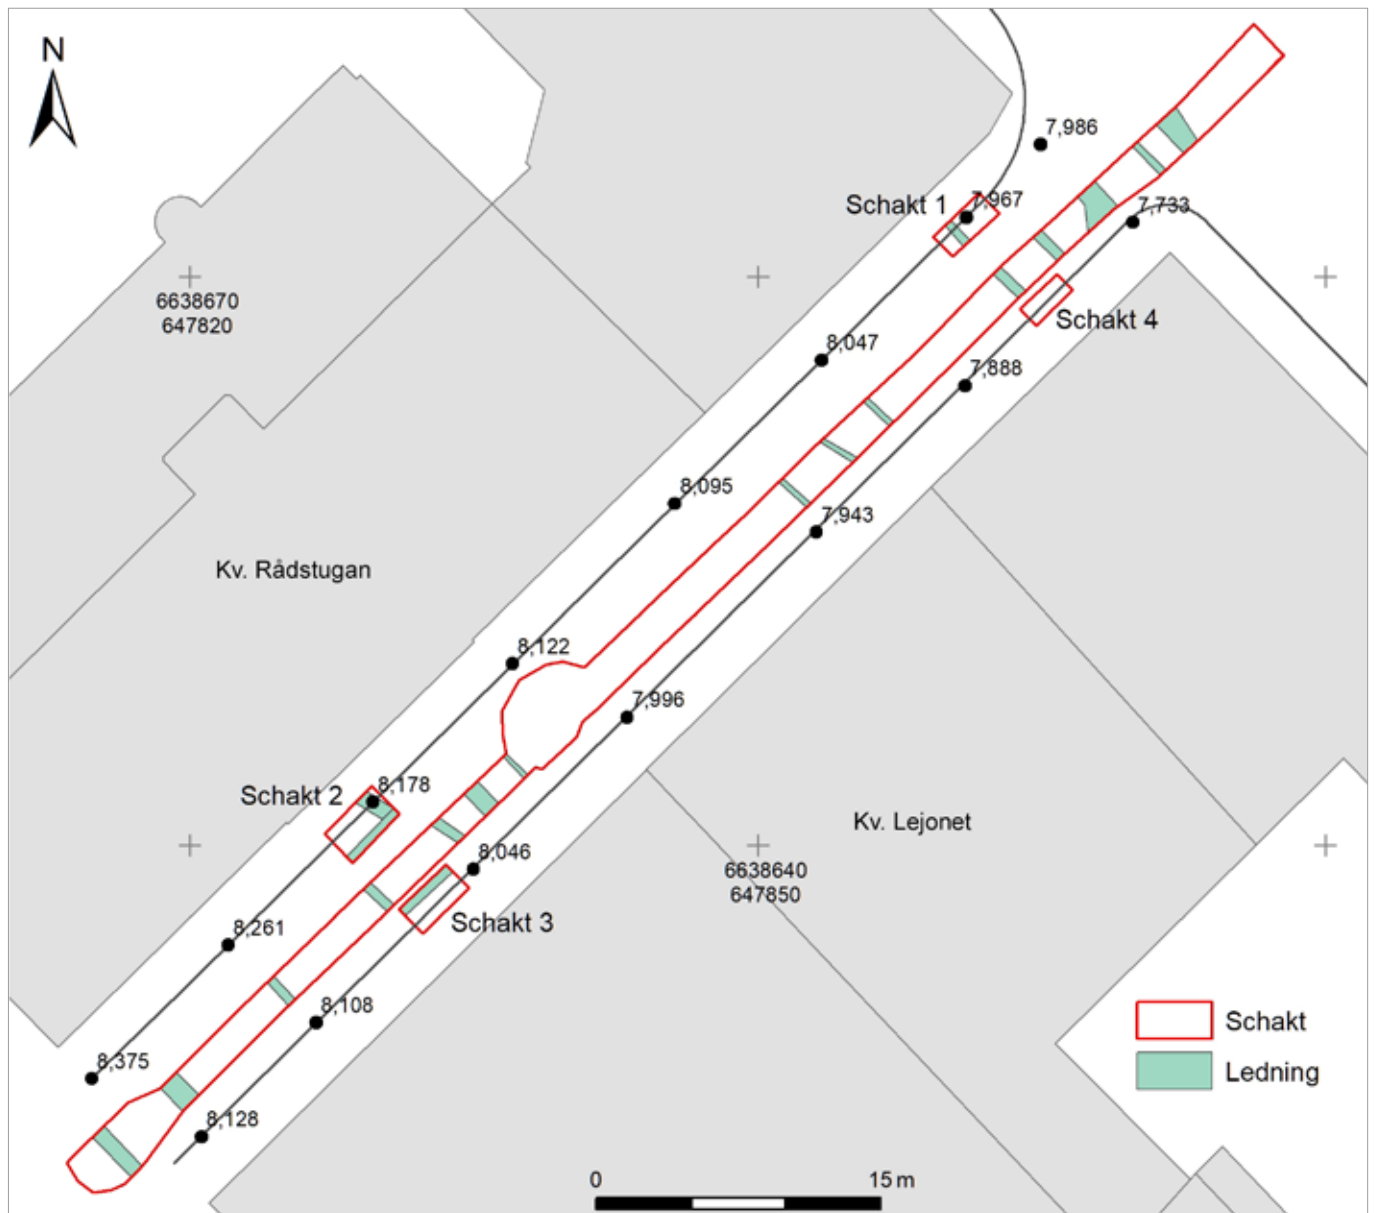 N
7,986
Schakt 1
7,967
7,733
6638670
647820
Schakt 4
8,047
7,888
8,095
7,943
Kv. Rådstugan
8,122
7,996
Schakt 2
8,178
Kv. Lejonet
8,046
6638640
647850
Schakt 3
8,261
8,108
Schakt
8,375
Ledning
8,128
0
15 m